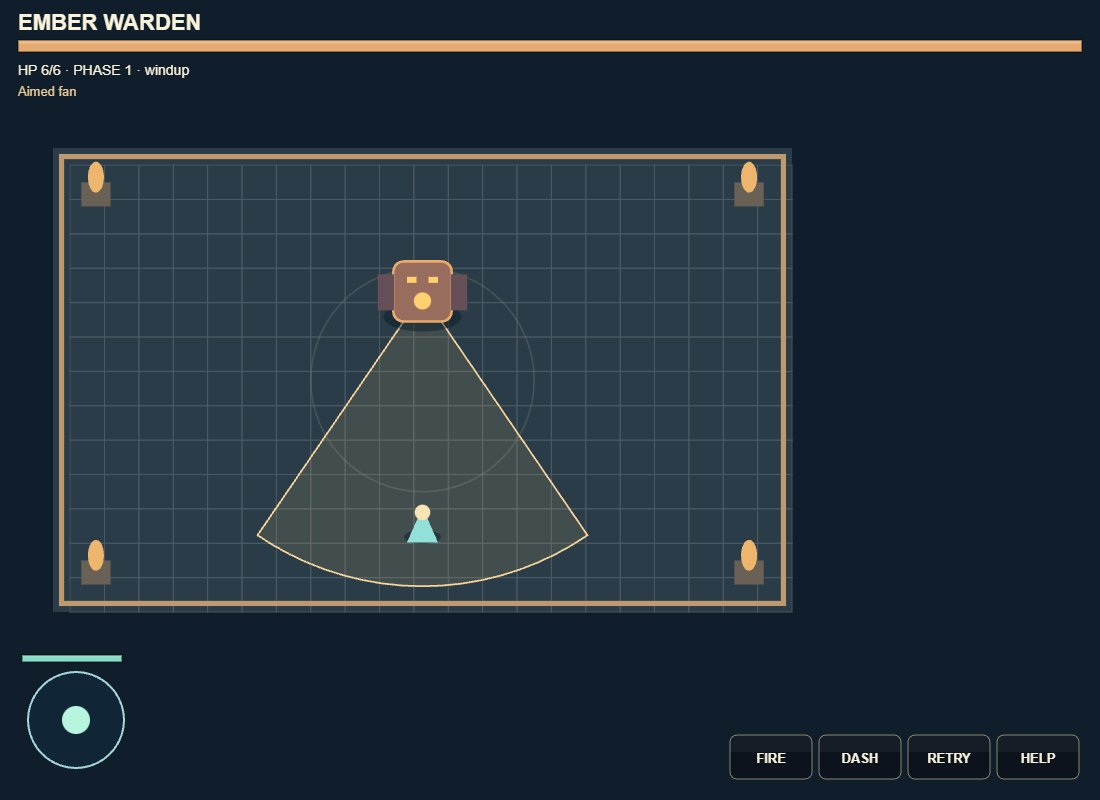 EMBER WARDEN
HP 6/6 · PHASE 1 · windup
Aimed fan
FIRE
DASH
RETRY
HELP